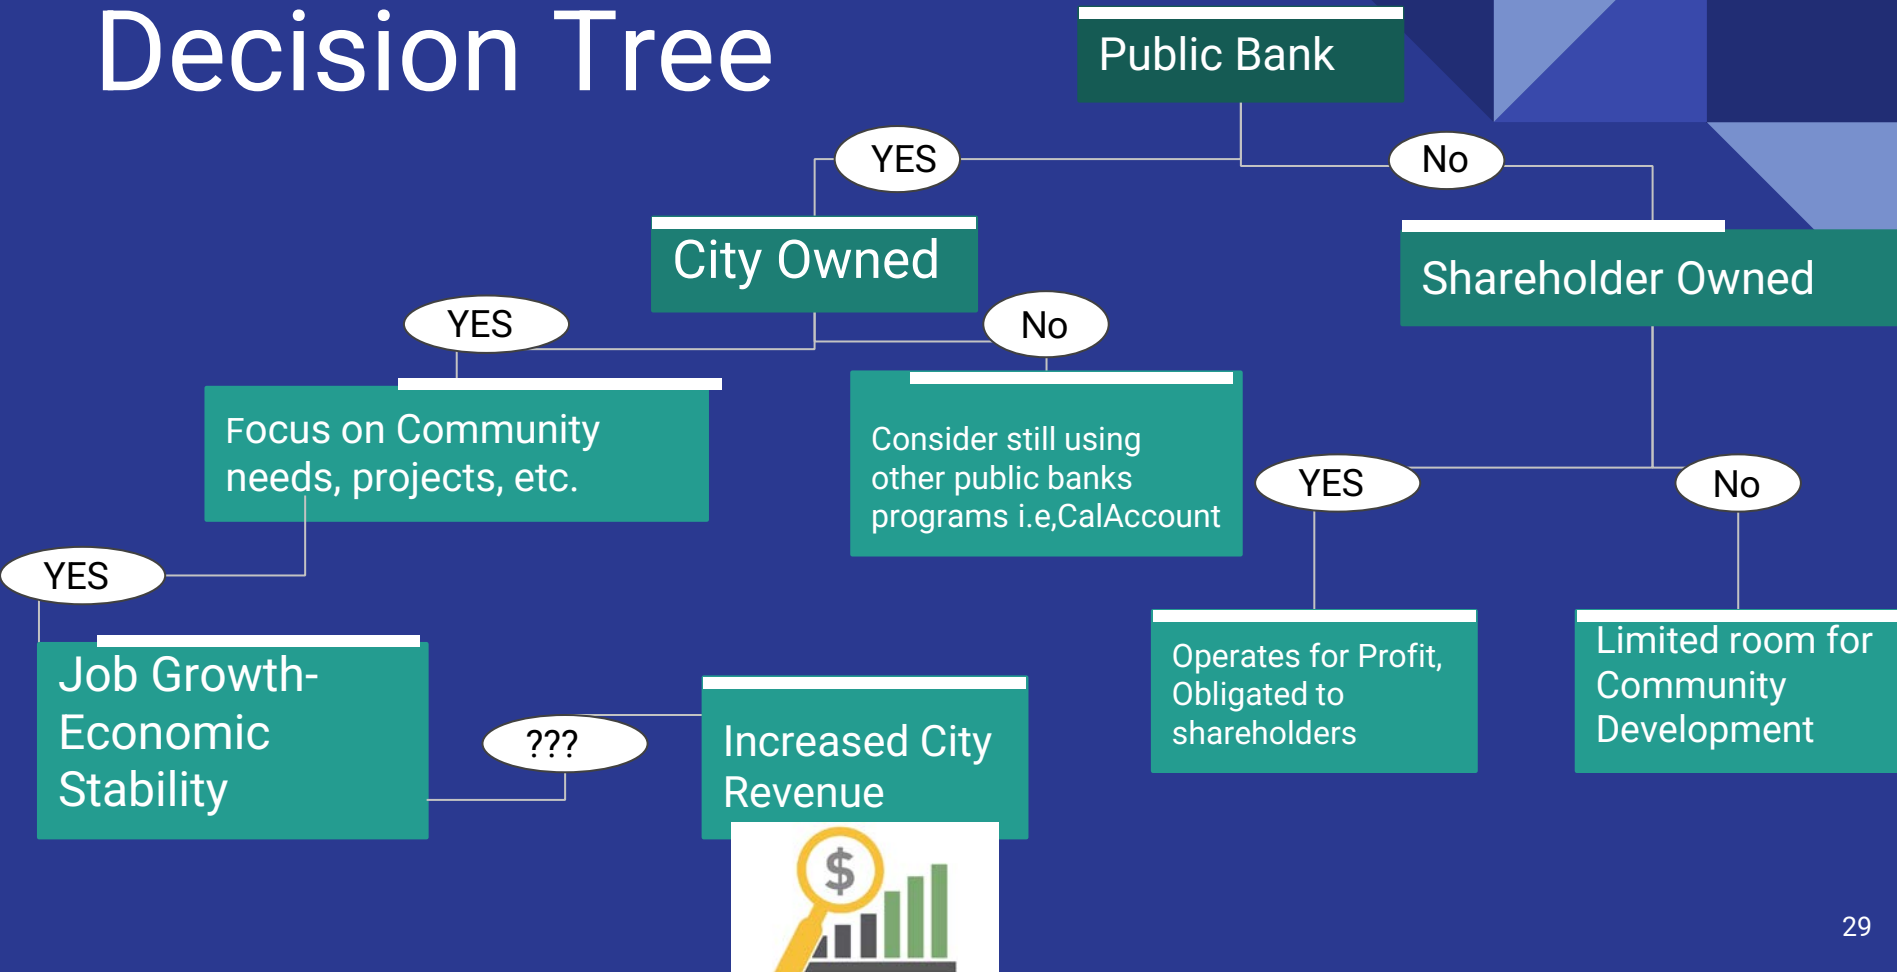 Decision Tree
Public Bank
YES
No
City Owned
Shareholder Owned
YES
No
Focus on Community
needs, projects, etc.
Consider still using
other public banks
programs i.e,CalAccount
YES
No
YES
Job Growth-
Economic
Stability
???
Increased City
Revenue
$
Operates for Profit,
Obligated to
shareholders
Limited room for
Community
Development
29